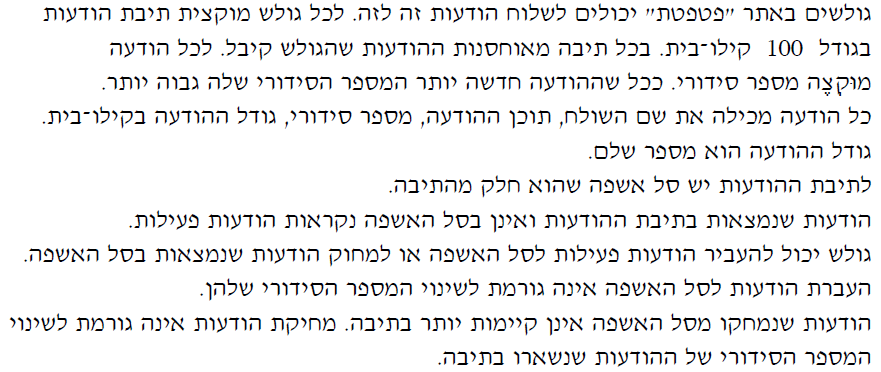 גולשים באתר "פטפטת" יכולים לשלוח הודעות זה לזה. לכל גולש מוקצית תיבת הודעות
בגודל 100 קילו־בית. בכל תיבה מאוחסנות ההודעות שהגולש קיבל. לכל הודעה
מוּקְצֶה מספר סידורי. ככל שההודעה חדשה יותר המספר הסידורי שלה גבוה יותר.
כל הודעה מכילה את שם השולח, תוכן ההודעה, מספר סידורי, גודל ההודעה בקילו־בית.
גודל ההודעה הוא מספר שלם.
לתיבת ההודעות יש סל אשפה שהוא חלק מהתיבה.
הודעות שנמצאות בתיבת ההודעות ואינן בסל האשפה נקראות הודעות פעילות.
גולש יכול להעביר הודעות פעילות לסל האשפה או למחוק הודעות שנמצאות בסל האשפה.
העברת הודעות לסל האשפה אינה גורמת לשינוי המספר הסידורי שלהן.
הודעות שנמחקו מסל האשפה אינן קיימות יותר בתיבה. מחיקת הודעות אינה גורמת לשינוי
המספר הסידורי של ההודעות שנשארו בתיבה.